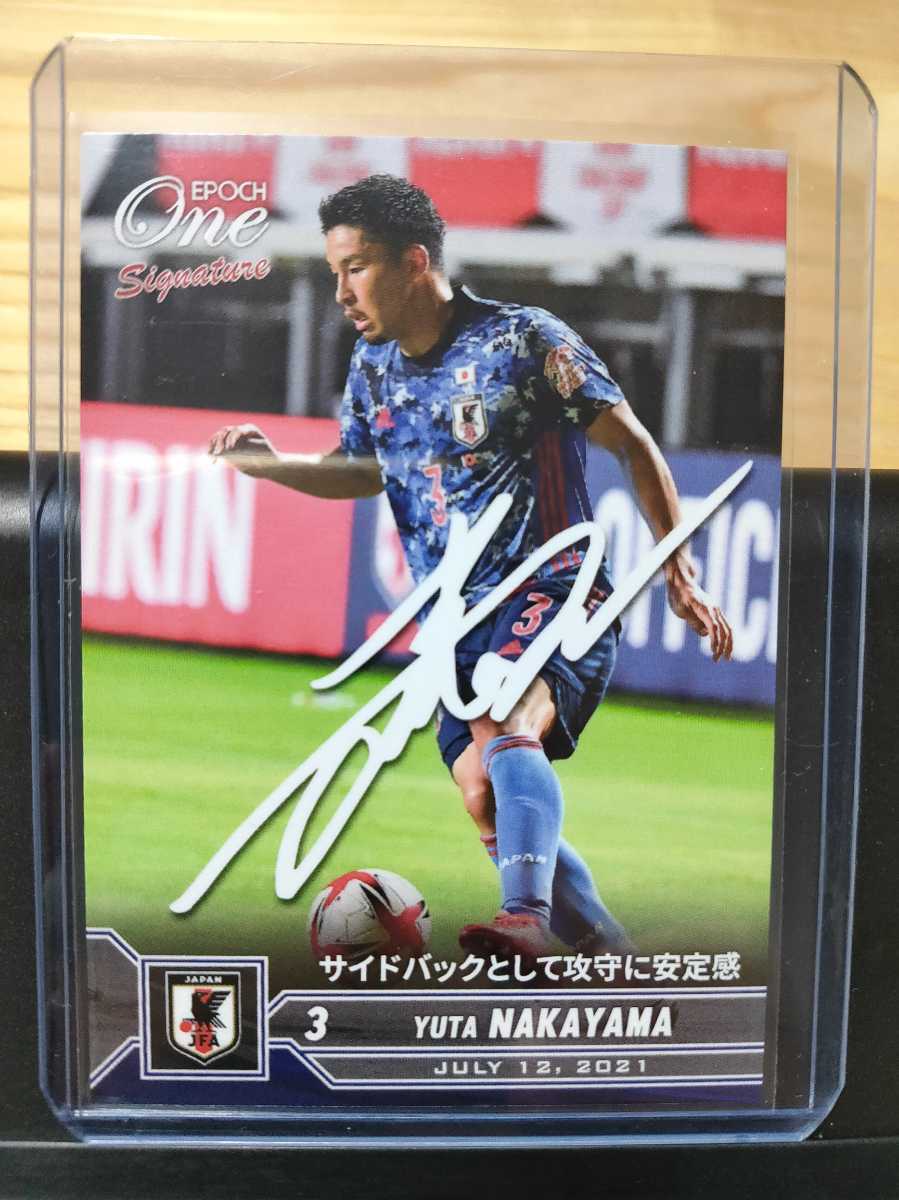 EPOCH
One
Signature
3
KIRIN
OFFICI
3
JAPAN
サイドバックとして攻守に安定感
JAPAN
JFA
3 YUTA NAKAYAMA
JULY 12, 2021